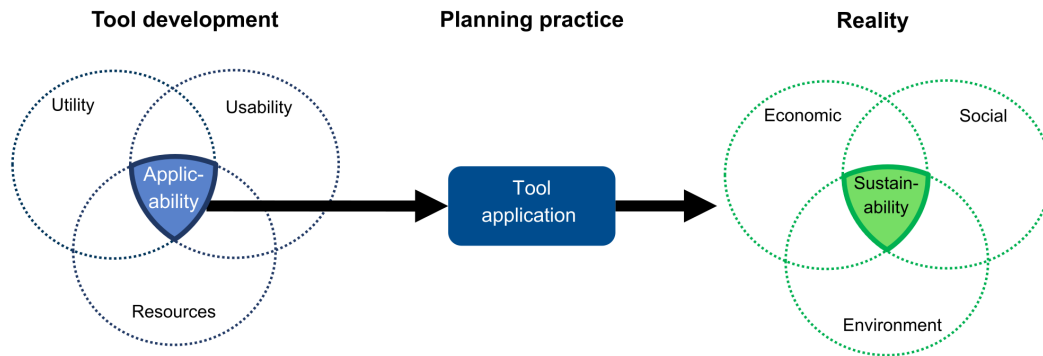 Tool development
Planning practice
Reality
Utility
Usability
Applic-
ability
Resources
Tool
application
Economic
Social
Sustain-
ability
Environment